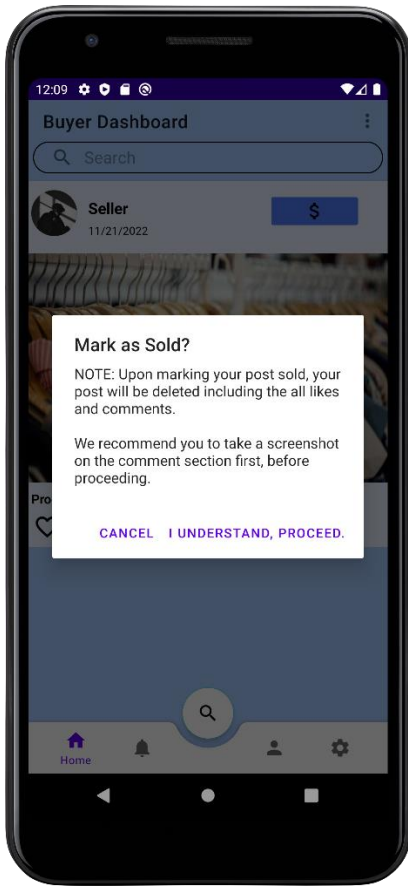 12:09
Buyer Dashboard
Search
Seller
$
11/21/2022
Mark as Sold?
NOTE: Upon marking your post sold, your
post will be deleted including the all likes
and comments.
We recommend you to take a screenshot
on the comment section first, before
proceeding.
Pro
CANCEL I UNDERSTAND, PROCEED.
Home